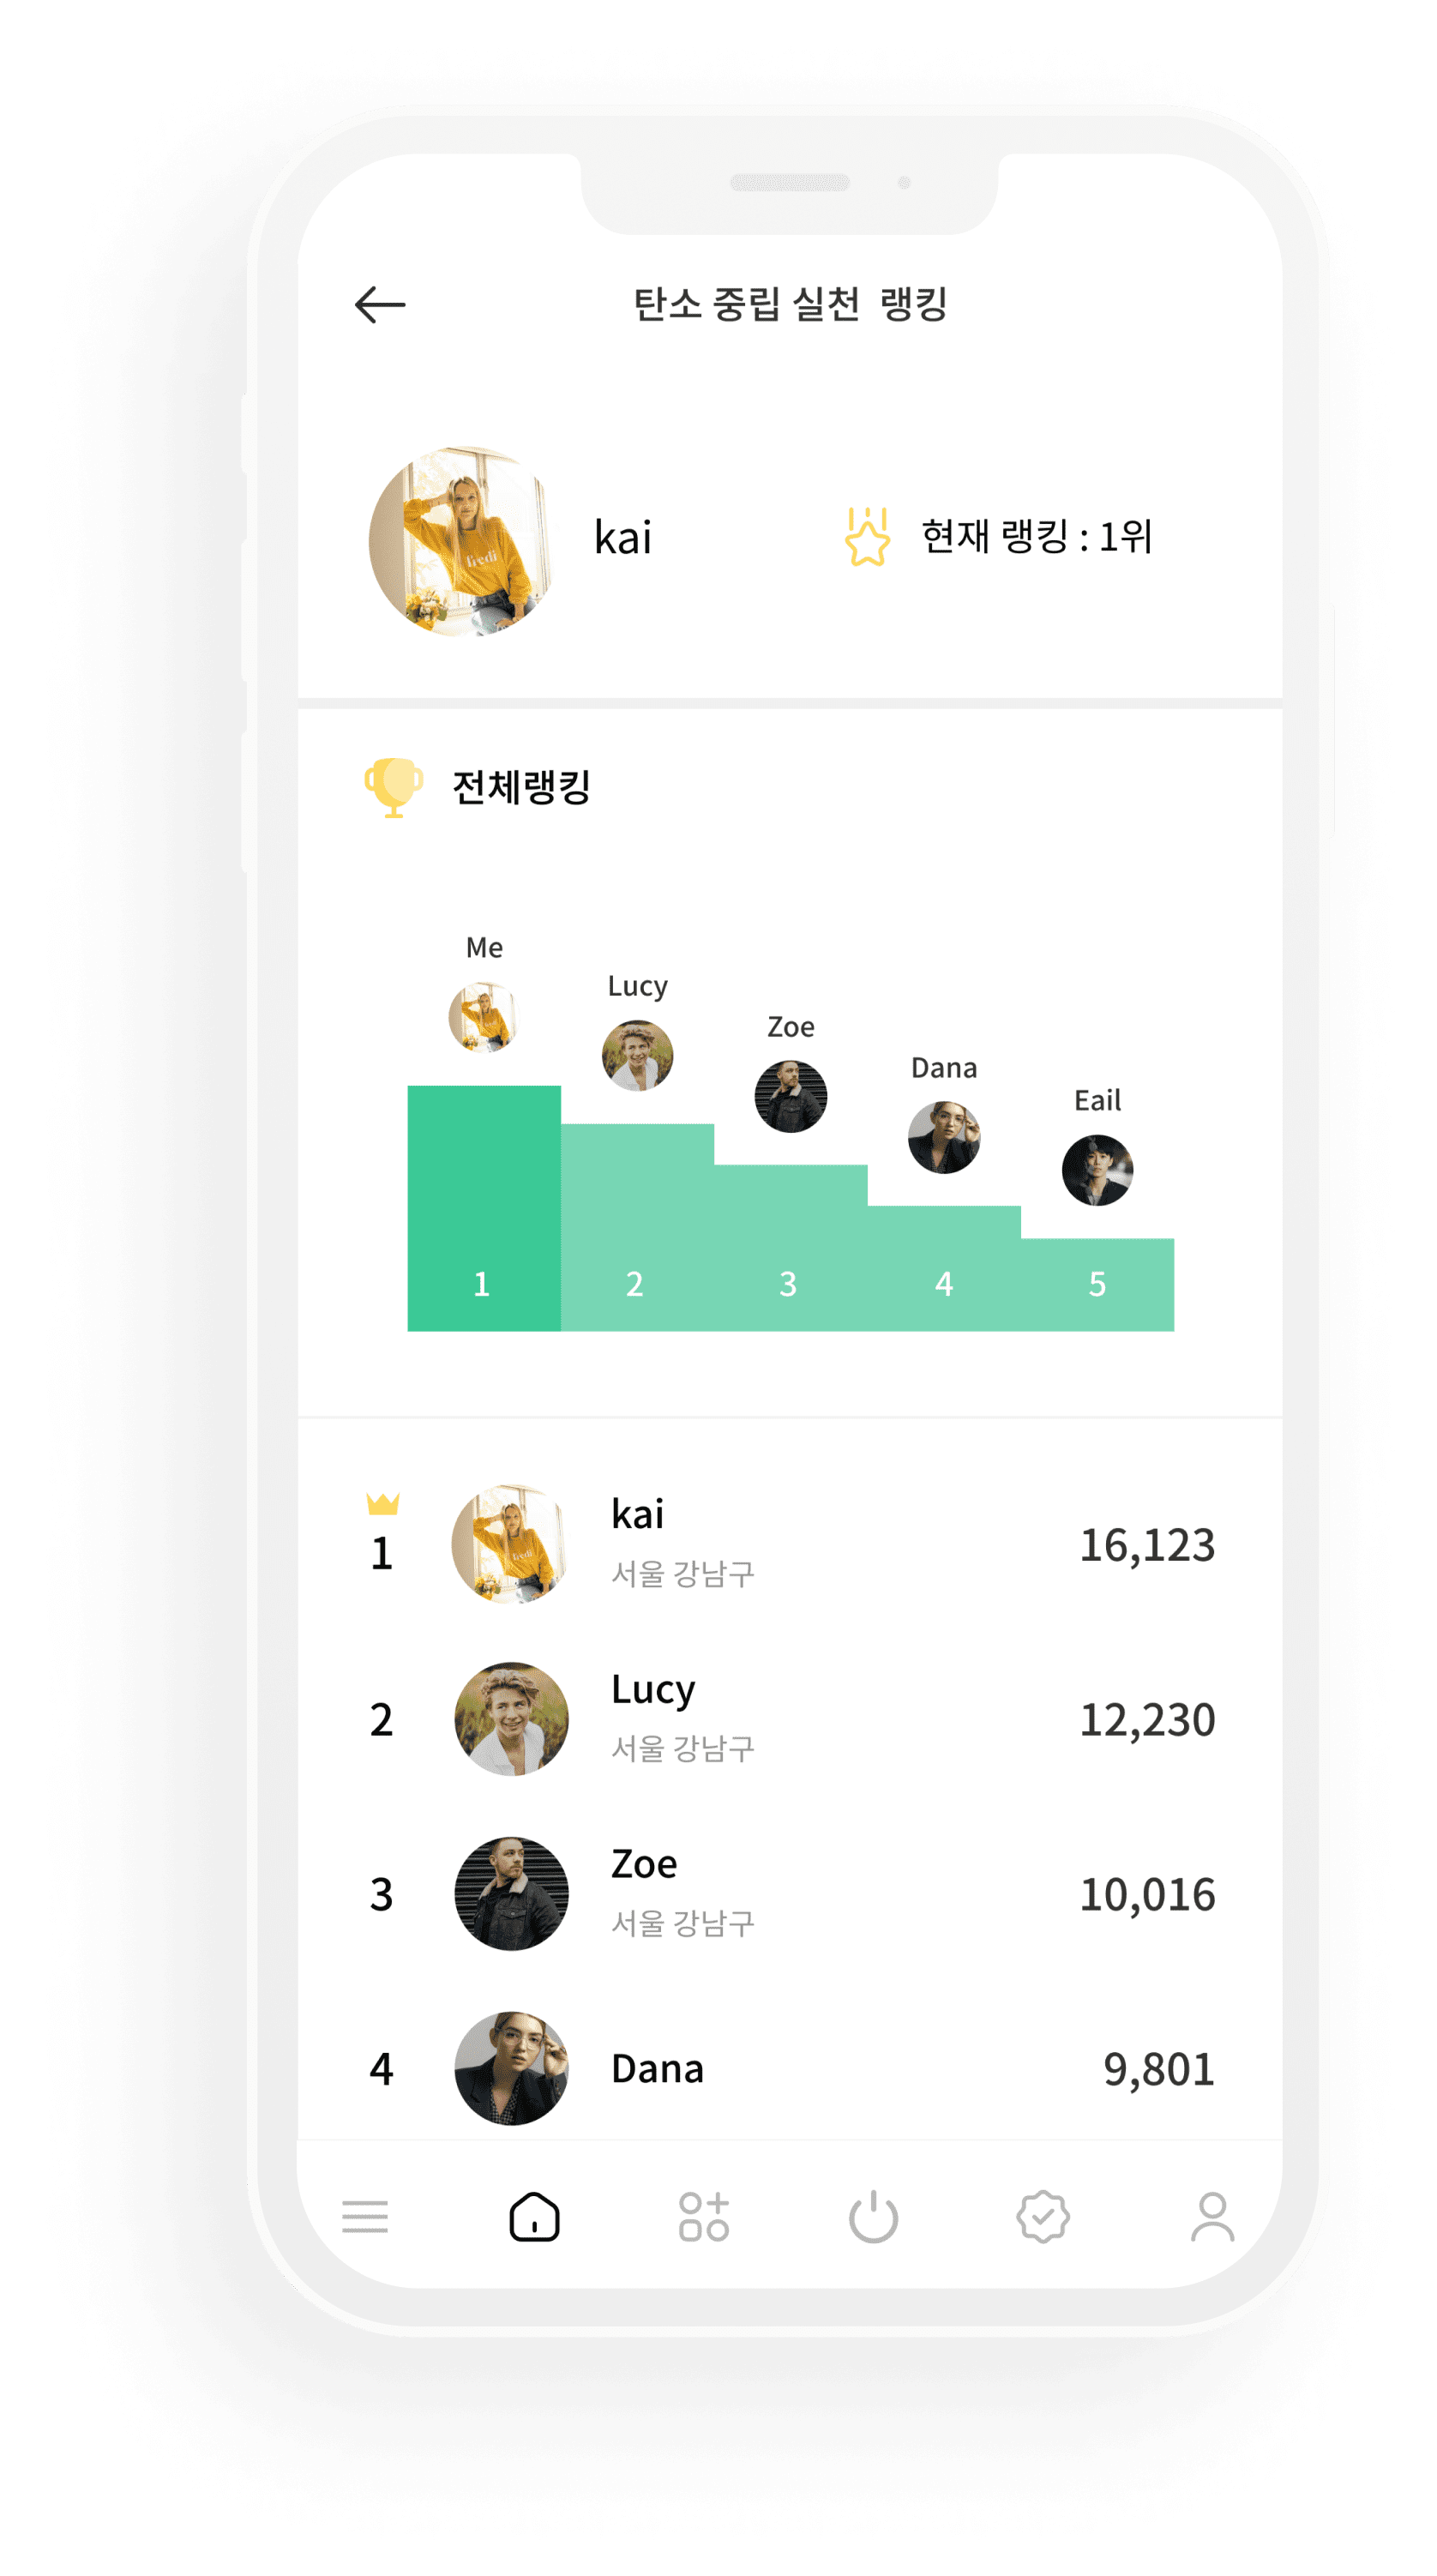 탄소 중립 실천 랭킹
kai
현재 랭킹 : 1위
전체랭킹
Me
Lucy
Zoe
Dana
Eail
1 2 3 4 5
1
kai
서울 강남구
16,123
2
Lucy
서울 강남구
12,230
3
Zoe
서울 강남구
10,016
4
Dana
9,801